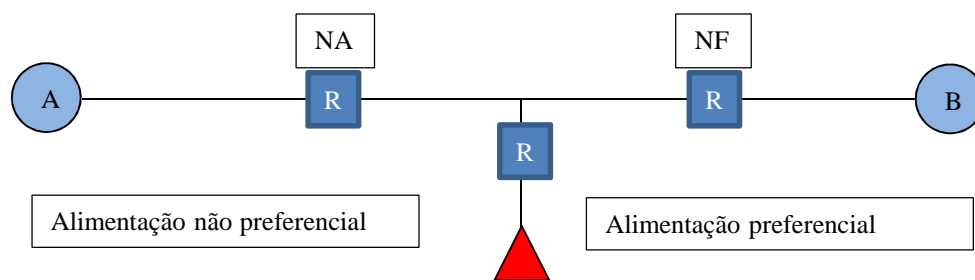 NA
NF
A
R
R
B
R
Alimentação não preferencial
Alimentação preferencial